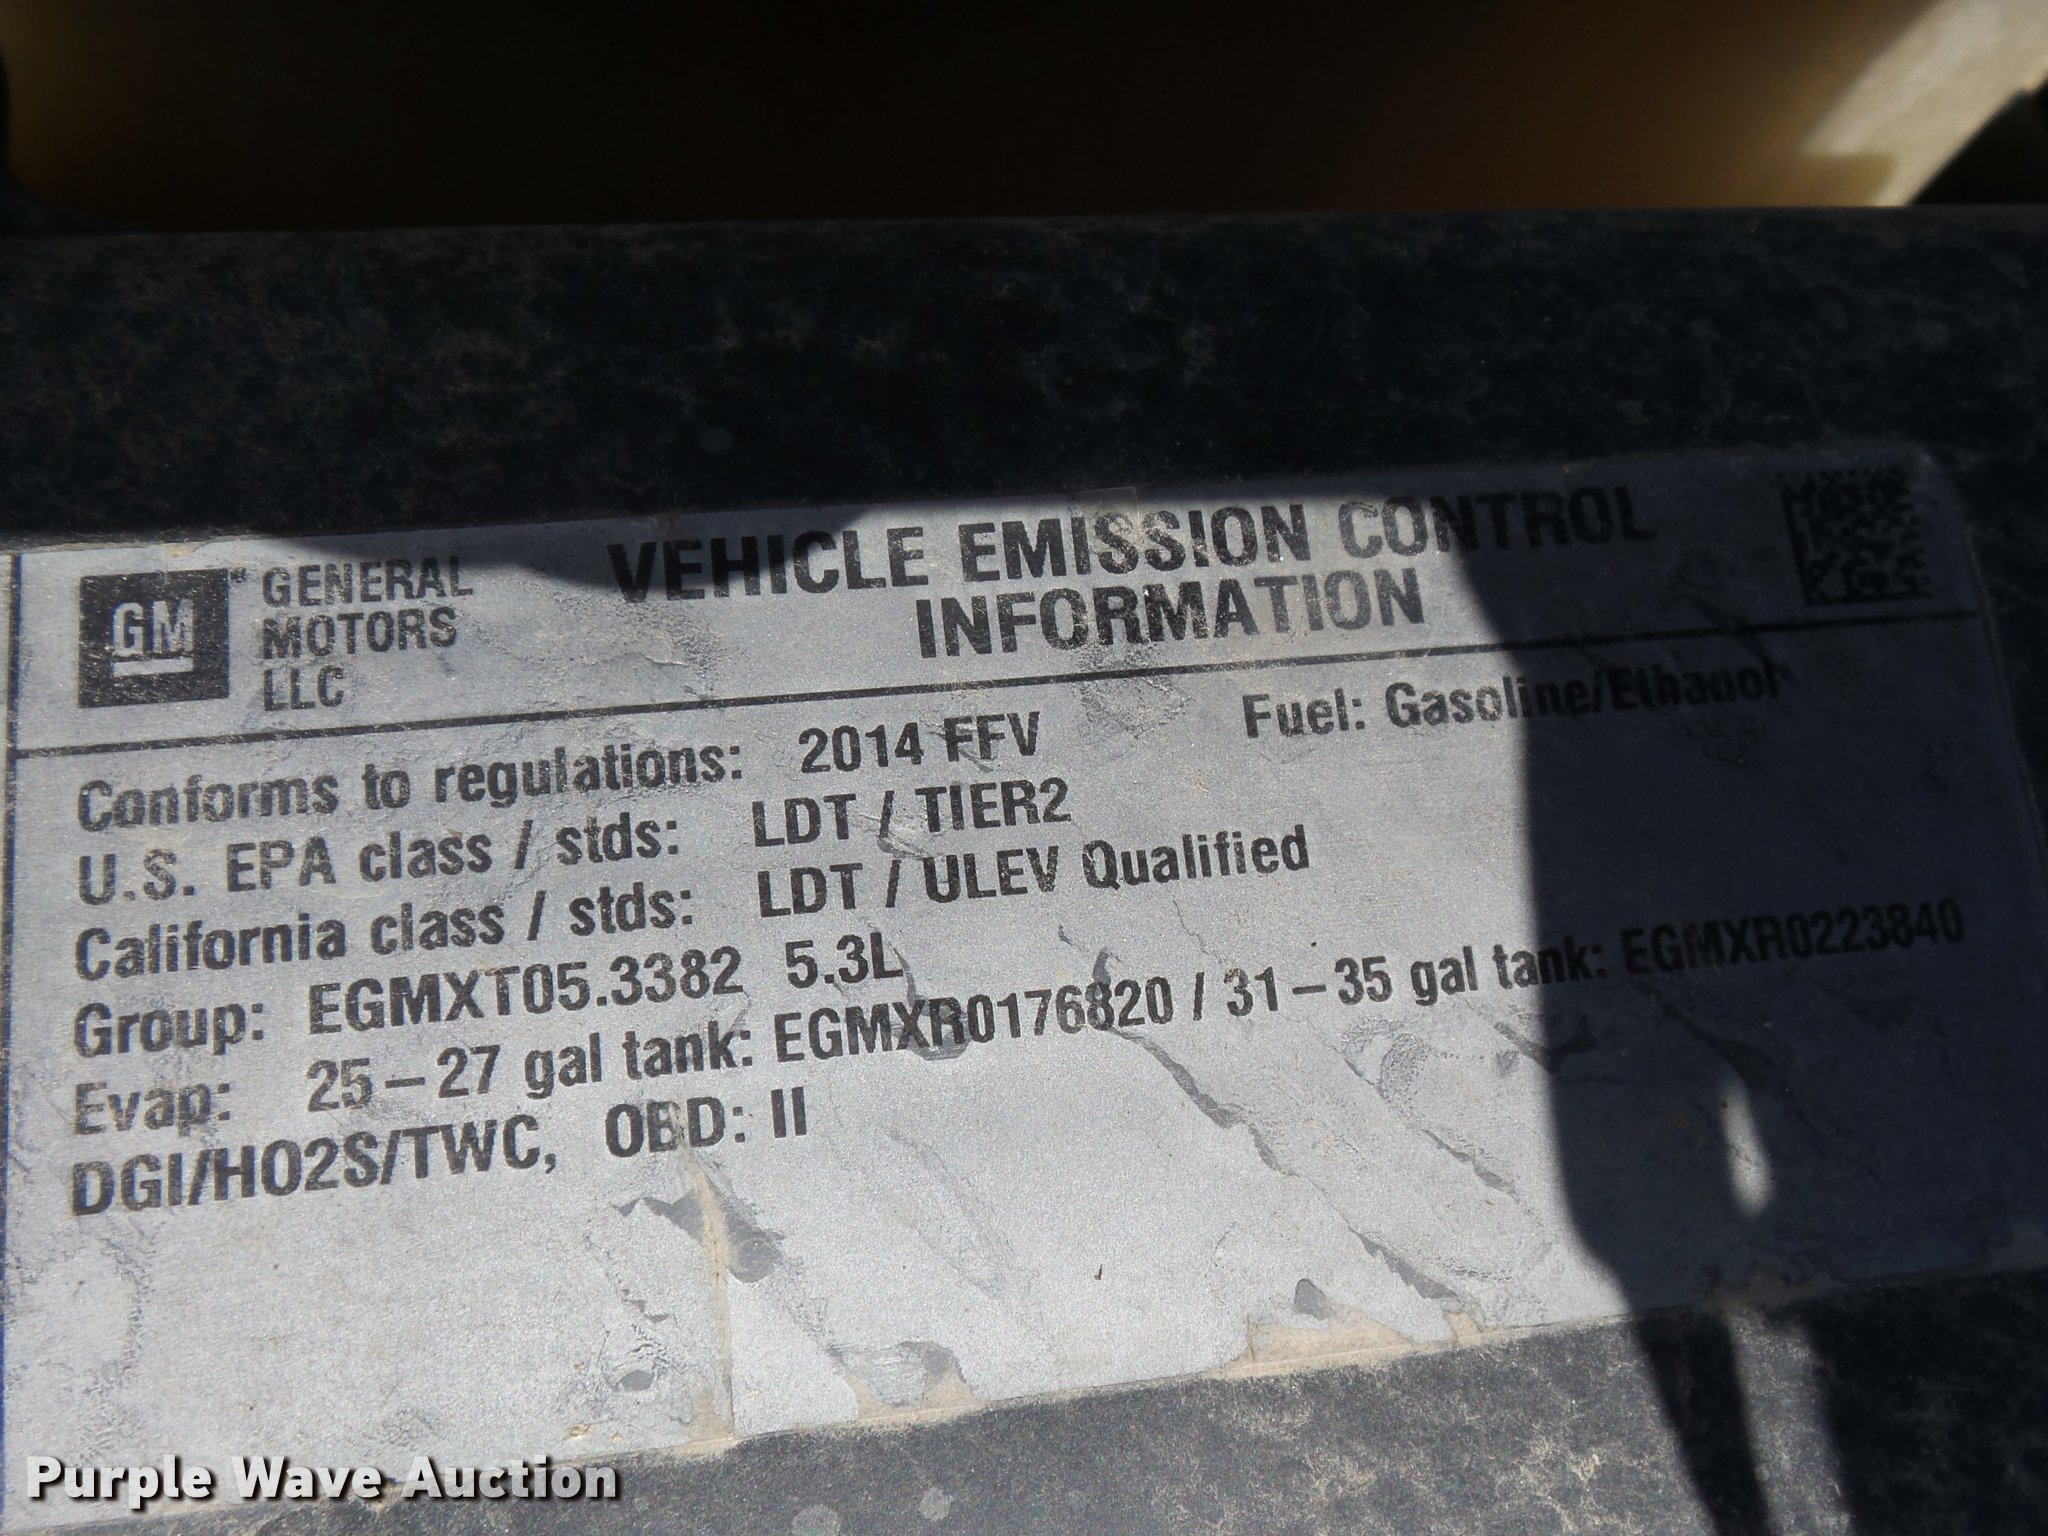 GM
GENERAL
MOTORS
LLC
VEHICLE EMISSION CONTROL
INFORMATION
Conforms to regulations: 2014 FFV Fuel: Gasoline/Ethanol
U.S. EPA class / stds: LDT / TIER2
California class / stds: LDT / ULEV Qualified
Group: EGMXT05.3382 5.3L
Evap: 25-27 gal tank: EGMXR0176820 / 31-35 gal tank: EGMXR0223840
DGI/HO2S/TWC, OBD: II
Purple Wave Auction